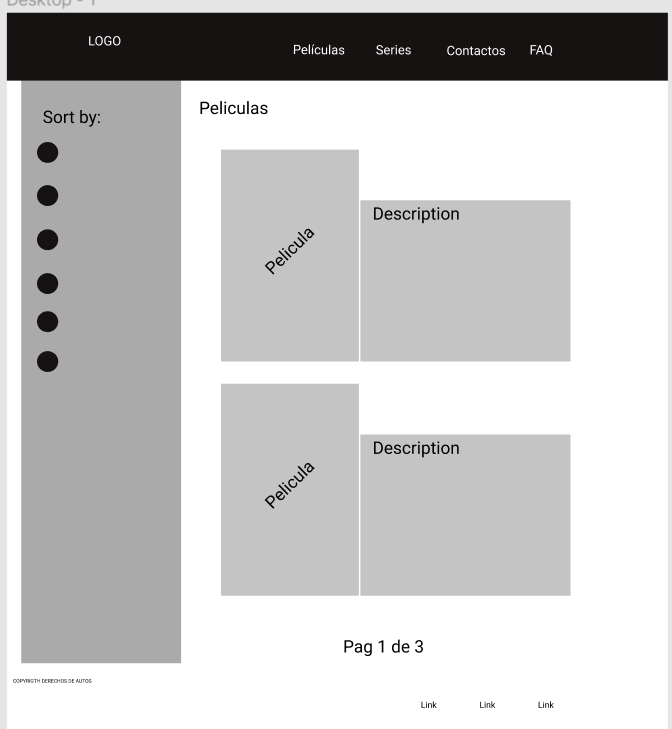 Desktop - 1
LOGO
Películas
Series
Contactos
FAQ
Sort by:
Peliculas
Pelicula
Description
Pelicula
Description
Pag 1 de 3
COPYRIGTH DERECHOS DE AUTOS
Link
Link
Link